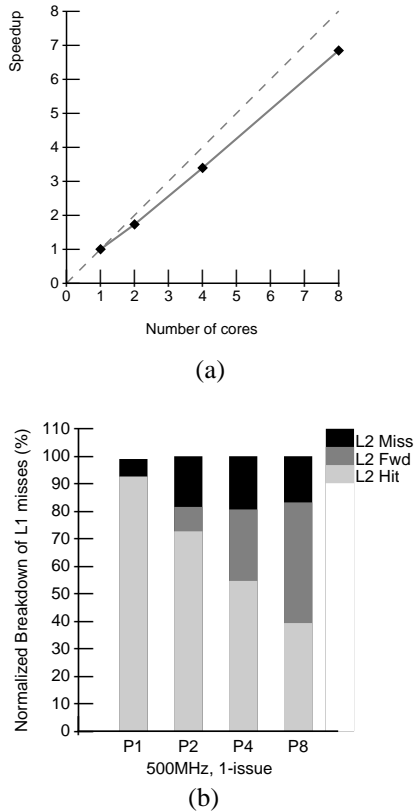 Speedup
8
7
6
5
4
3
2
1
0
0 1 2 3 4 5 6 7 8
Number of cores
(a)
Normalized Breakdown of L1 misses (%)
110
100
90
80
70
60
50
40
30
20
10
0
L2 Miss
L2 Fwd
L2 Hit
P1 P2 P4 P8
500MHz, 1-issue
(b)